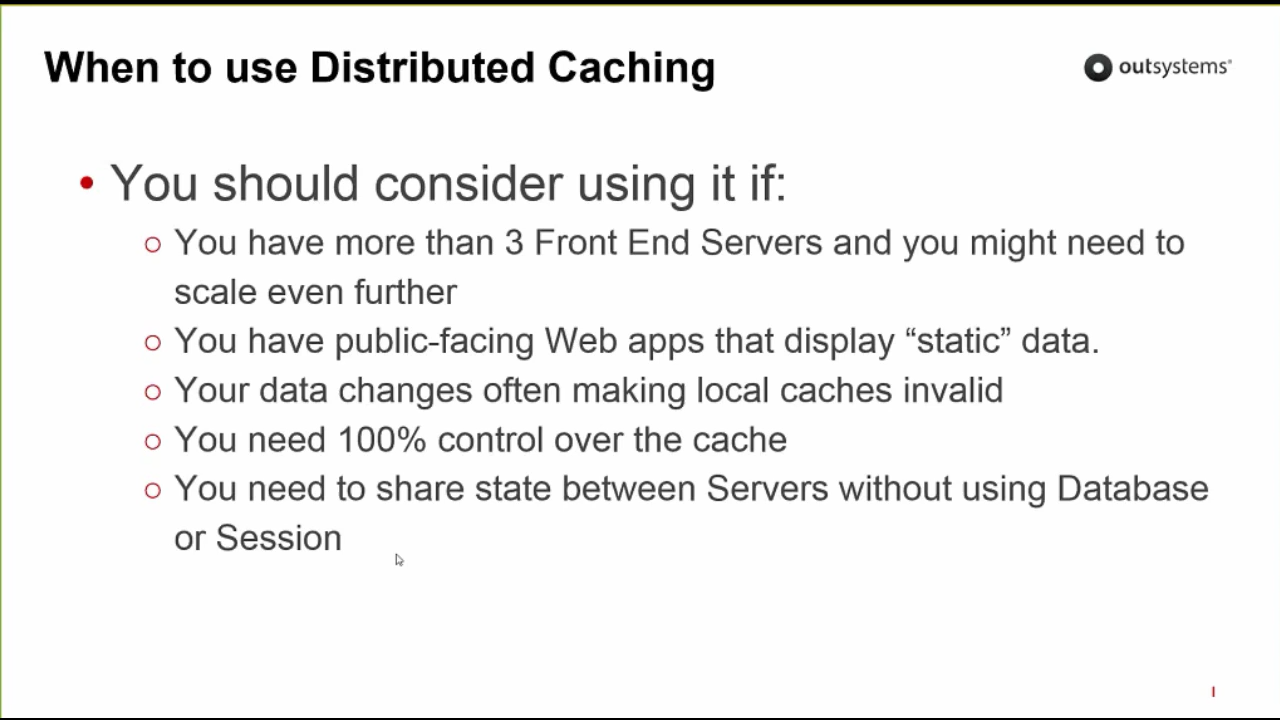 When to use Distributed Caching
outsystems®
• You should consider using it if:
○ You have more than 3 Front End Servers and you might need to
scale even further
○ You have public-facing Web apps that display “static” data.
○ Your data changes often making local caches invalid
○ You need 100% control over the cache
○ You need to share state between Servers without using Database
or Session